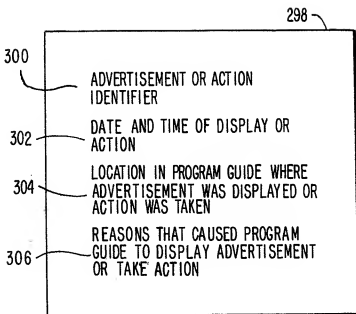 298
300
ADVERTISEMENT OR ACTION
IDENTIFIER
302
DATE AND TIME OF DISPLAY OR
ACTION
304
LOCATION IN PROGRAM GUIDE WHERE
ADVERTISEMENT WAS DISPLAYED OR
ACTION WAS TAKEN
306
REASONS THAT CAUSED PROGRAM
GUIDE TO DISPLAY ADVERTISEMENT
OR TAKE ACTION